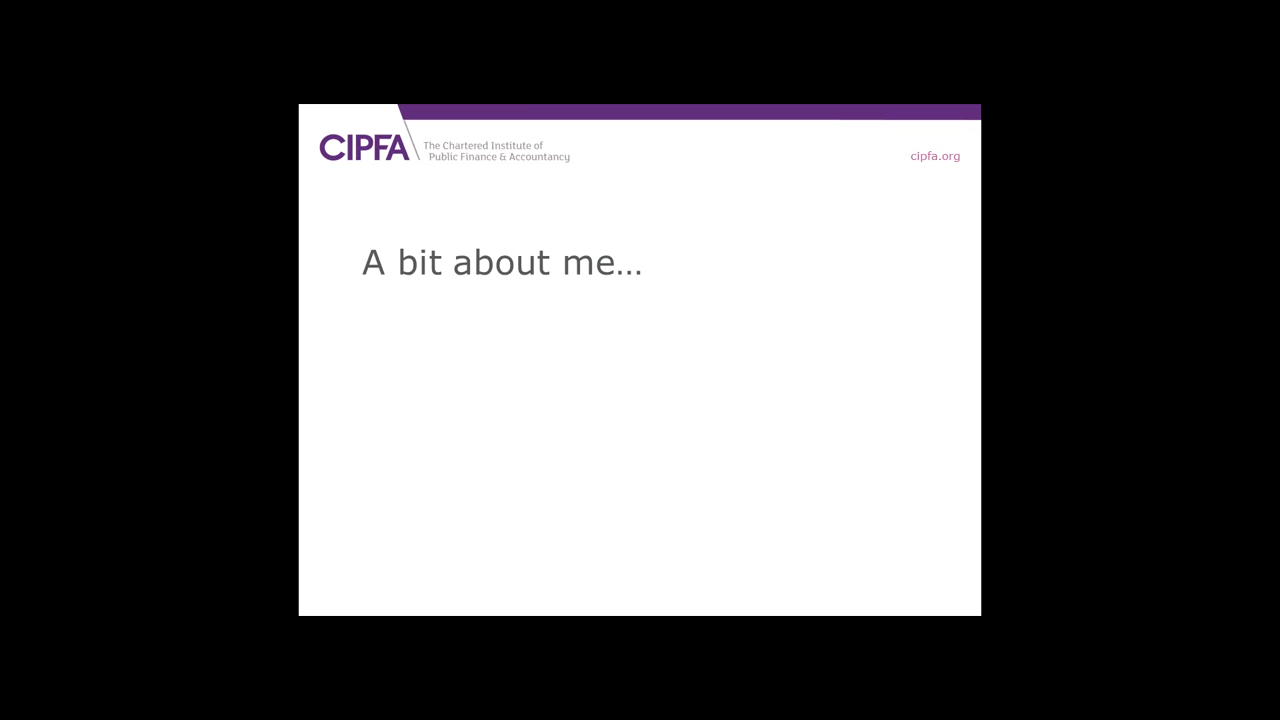 CIPFA
The Chartered Institute of
Public Finance & Accountancy
cipfa.org
A bit about me...